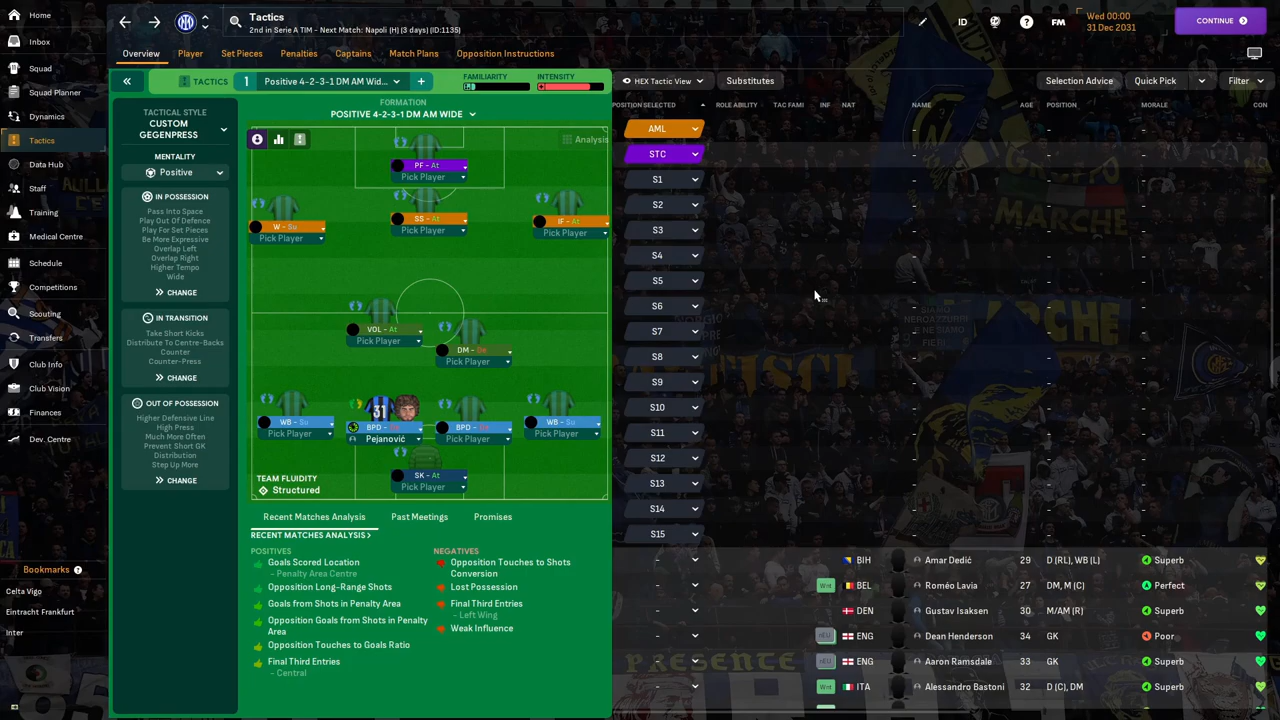 Home
Inbox
Squad
Squad Planner
Dynamics
Tactics
Data Hub
Staff
Training
Medical Centre
Schedule
Competitions
Scouting
Transfers
Club Info
Club Vision
Finances
Dev. Centre
Bookmarks ?
Celta Vigo
Eintracht Frankfurt
Inter
Tactics
2nd in Serie A TIM - Next Match: Napoli (H) (3 days) (ID:1135)
ID ? FM
Wed 00:00
31 Dec 2031
CONTINUE
Overview Player Set Pieces Penalties Captains Match Plans Opposition Instructions
TACTICS 1 Positive 4-2-3-1 DM AM Wid... +
FAMILIARITY INTENSITY
TACTICAL STYLE
CUSTOM
GEGENPRESS
MENTALITY
Positive
IN POSSESSION
Pass Into Space
Play Out Of Defence
Play For Set Pieces
Be More Expressive
Overlap Left
Overlap Right
Higher Tempo
Wide
CHANGE
IN TRANSITION
Take Short Kicks
Distribute To Centre-Backs
Counter
Counter-Press
CHANGE
OUT OF POSSESSION
Higher Defensive Line
High Press
Much More Often
Prevent Short GK
Distribution
Step Up More
CHANGE
FORMATION
POSITIVE 4-2-3-1 DM AM WIDE
Analysis
PF - At
Pick Player
W - Su
Pick Player
SS - At
Pick Player
IF - At
Pick Player
VOL - At
Pick Player
DM - De
Pick Player
WB - Su
Pick Player
31
BPD - De
Pejanović
BPD - De
Pick Player
WB - Su
Pick Player
SK - At
Pick Player
TEAM FLUIDITY
Structured
Recent Matches Analysis Past Meetings Promises
RECENT MATCHES ANALYSIS >
POSITIVES
Goals Scored Location
- Penalty Area Centre
Opposition Long-Range Shots
Goals from Shots in Penalty Area
Opposition Goals from Shots in Penalty
Area
Opposition Touches to Goals Ratio
Final Third Entries
- Central
NEGATIVES
Opposition Touches to Shots
Conversion
Lost Possession
Final Third Entries
- Left Wing
Weak Influence
HEX Tactic View Substitutes Selection Advice Quick Pick Filter
POSITION SELECTED ROLE ABILITY TAC FAMI INF NAT NAME AGE POSITION MORALE CON
AML - - - - -
STC - - - - -
S1 - - - - -
S2 - - - - -
S3 - - - - -
S4 - - - - -
S5 - - - - -
S6 - - - - -
S7 - - - - -
S8 - - - - -
S9 - - - - -
S10 - - - - -
S11 - - - - -
S12 - - - - -
S13 - - - - -
S14 - - - - -
S15 - - - - -
- BIH Amar Dedić 29 D (RL), WB (L) Superb
- Wnt BEL Roméo Lavia 27 DM, M (C) Perfect
- DEN Gustav Isaksen 30 M/AM (R) Superb
- nEU ENG Dean Henderson 34 GK Poor
- nEU ENG Aaron Ramsdale 33 GK Superb
- Wnt ITA Alessandro Bastoni 32 D (C), DM Superb